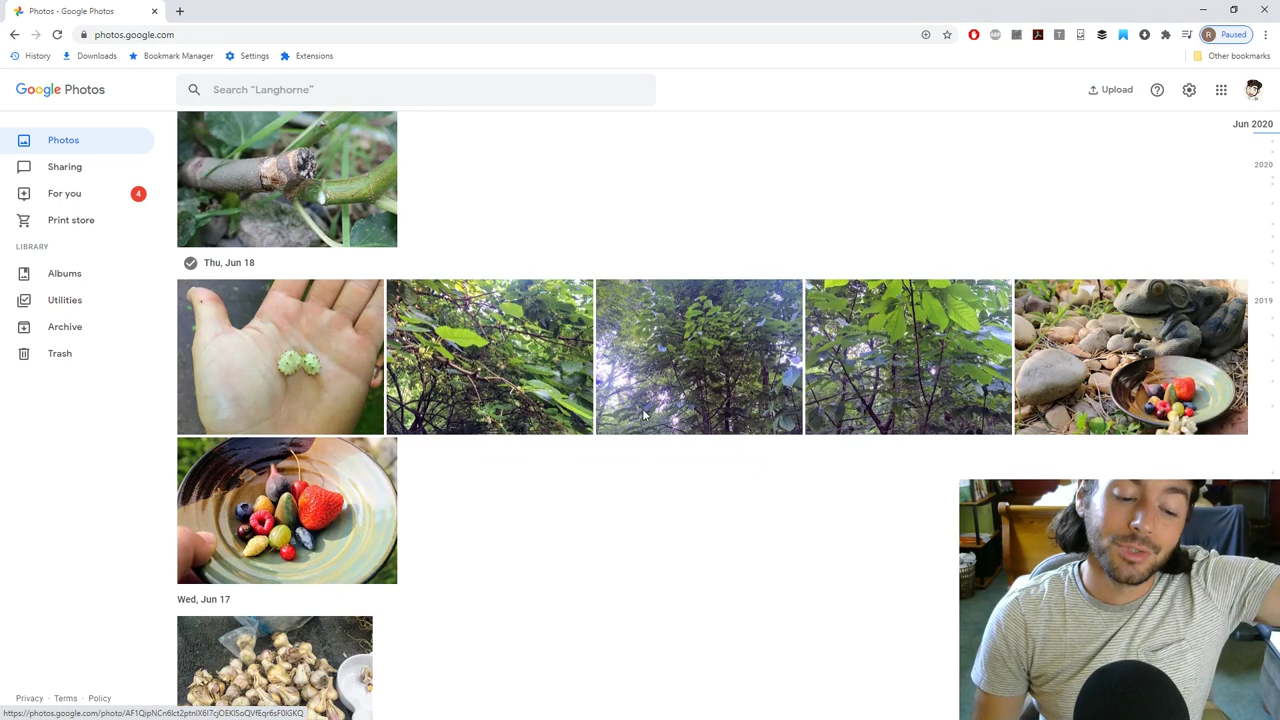 Photos - Google Photos
photos.google.com
Paused
History
Downloads
Bookmark Manager
Settings
Extensions
Other bookmarks
Google Photos
Search “Langhorne”
Upload
Photos
Sharing
For you
4
Print store
LIBRARY
Albums
Utilities
Archive
Trash
Jun 2020
2020
2019
Thu, Jun 18
Wed, Jun 17
Privacy · Terms · Policy